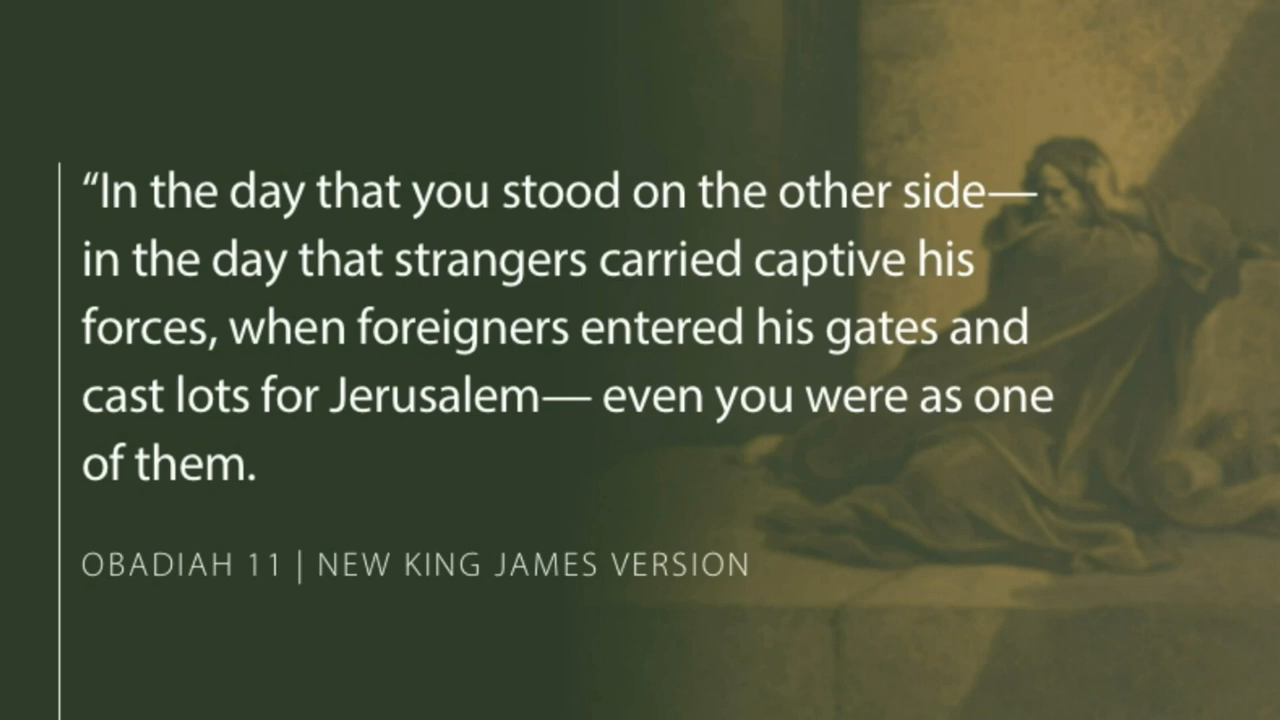 “In the day that you stood on the other side—
in the day that strangers carried captive his
forces, when foreigners entered his gates and
cast lots for Jerusalem— even you were as one
of them.
OBADIAH 11 | NEW KING JAMES VERSION